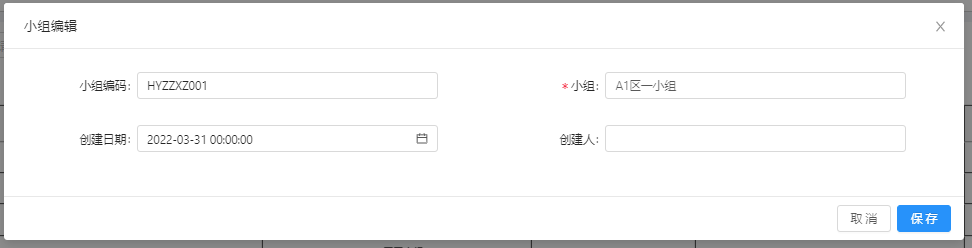 小组编辑
小组编码: HYZZXZ001
* 小组: A1区一小组
创建日期: 2022-03-31 00:00:00
创建人:
取 消 保 存